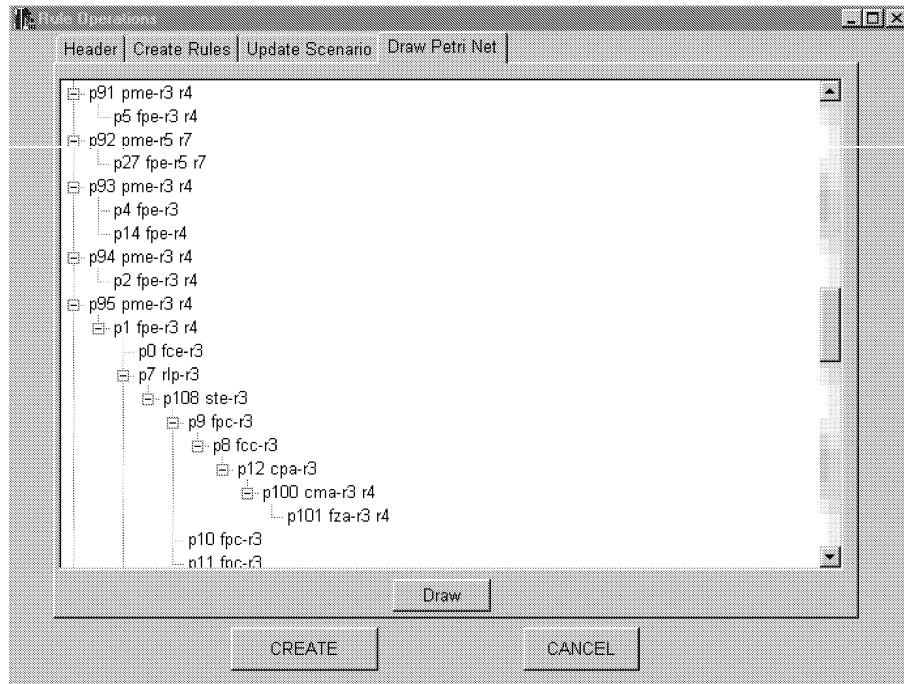 Rule Operations
Header Create Rules Update Scenario Draw Petri Net
p91 pme-r3 r4
p5 fpe-r3 r4
p92 pme-r5 r7
p27 fpe-r5 r7
p93 pme-r3 r4
p4 fpe-r3
p14 fpe-r4
p94 pme-r3 r4
p2 fpe-r3 r4
p95 pme-r3 r4
p1 fpe-r3 r4
p0 fce-r3
p7 rlp-r3
p108 ste-r3
p9 fpc-r3
p8 fcc-r3
p12 cpa-r3
p100 cma-r3 r4
p101 fza-r3 r4
p10 fpc-r3
p11 fpc-r3
Draw
CREATE CANCEL